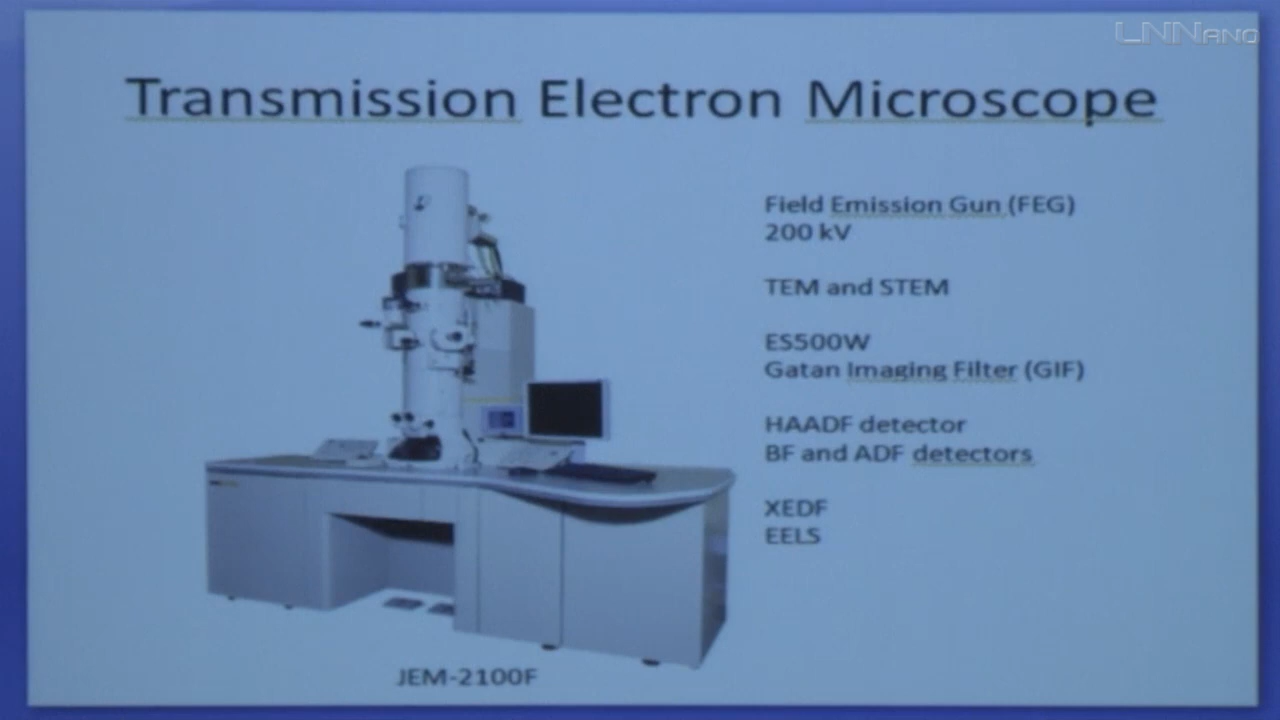 LNNano
Transmission Electron Microscope
Field Emission Gun (FEG)
200 kV
TEM and STEM
ES500W
Gatan Imaging Filter (GIF)
HAADF detector
BF and ADF detectors
XEDF
EELS
JEM-2100F